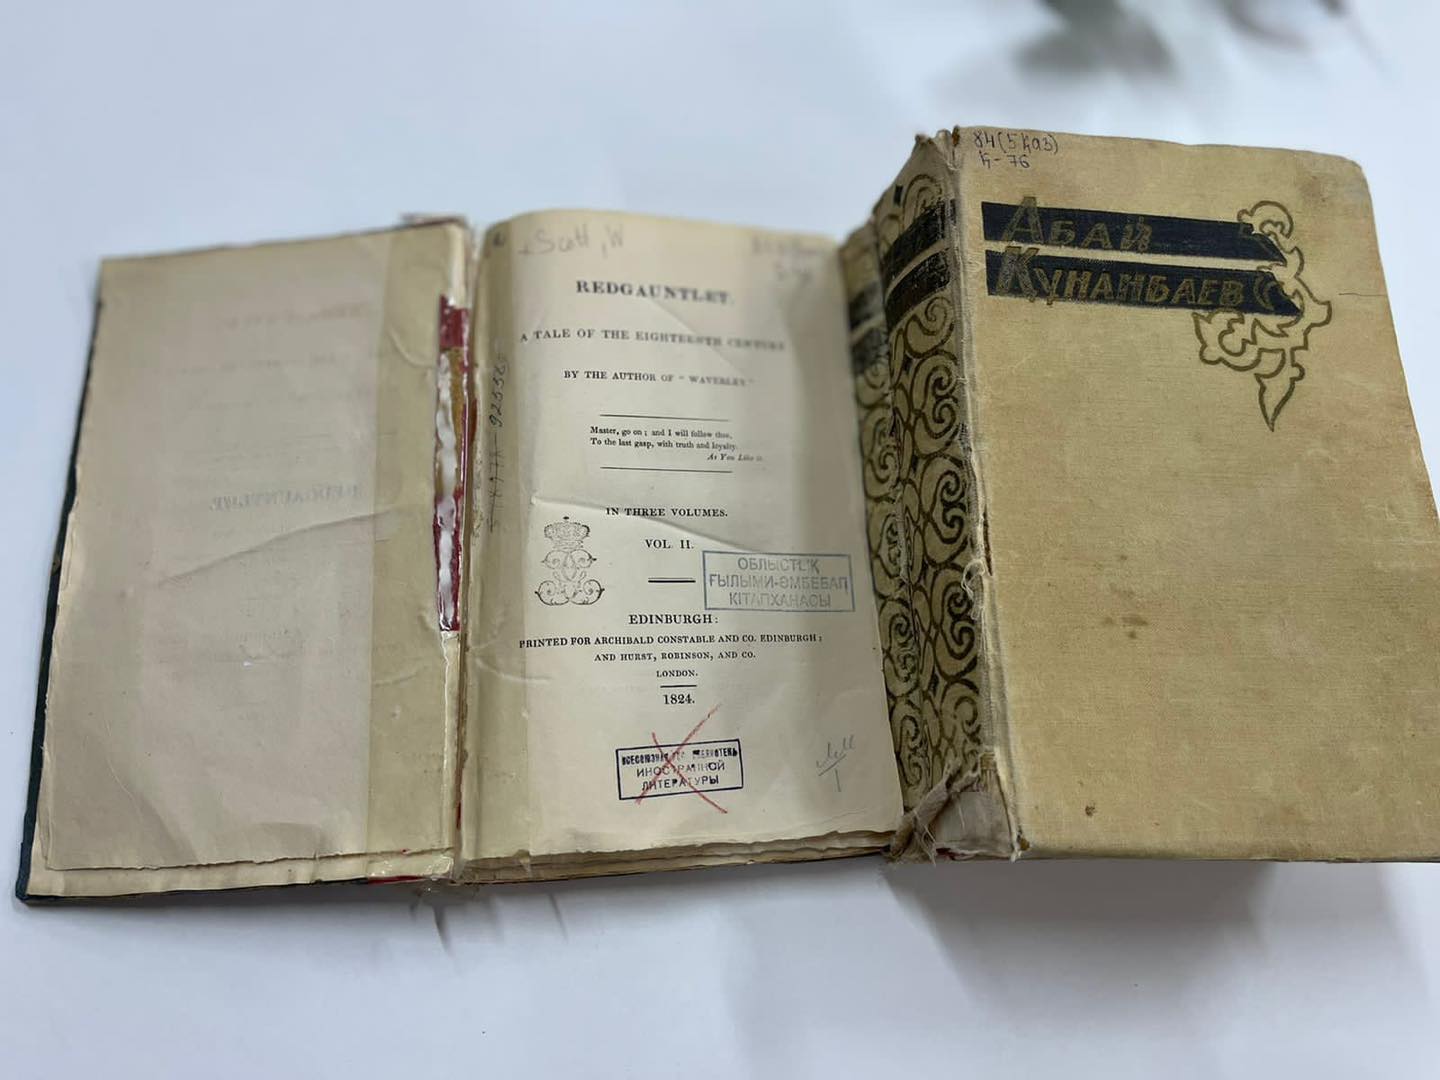 Scott, W
REDGAUNTLET.
A TALE OF THE EIGHTEENTH CENTURY
BY THE AUTHOR OF "WAVERLEY"
Master, go on; and I will follow thee,
To the last gasp, with truth and loyalty.
As You Like it.
IN THREE VOLUMES.
VOL. II.
ОБЛЫСТЫҚ
ҒЫЛЫМИ-ӘМБЕБАП
КІТАПХАНАСЫ
EDINBURGH:
PRINTED FOR ARCHIBALD CONSTABLE AND CO. EDINBURGH;
AND HURST, ROBINSON, AND CO.
LONDON.
1824.
ИНОСТРАННОЙ
ЛИТЕРАТУРЫ
84(5Қаз)
Қ-76
АБАЙ
ҚҰНАНБАЕВ